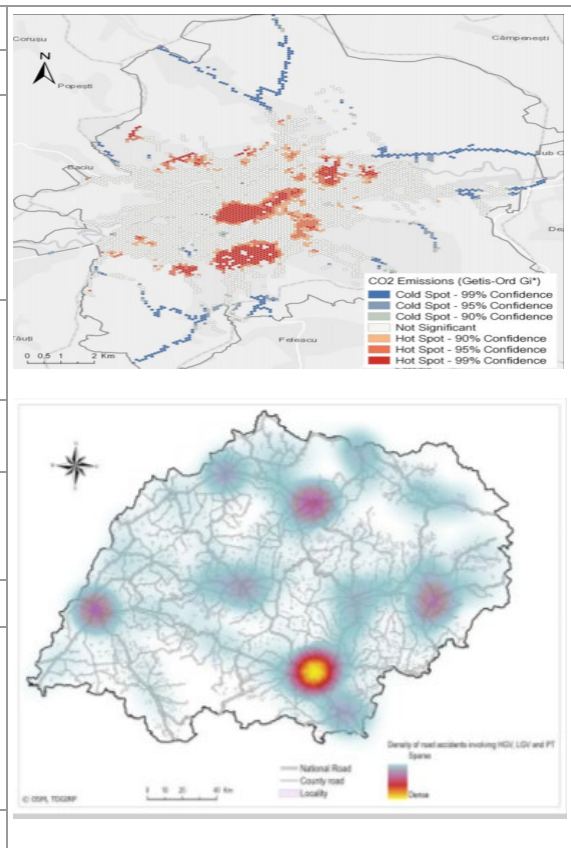 Corușu
Câmpenești
N
Popești
Baciu
Sub C
De
CO2 Emissions (Getis-Ord Gi*)
Cold Spot - 99% Confidence
Cold Spot - 95% Confidence
Cold Spot - 90% Confidence
Not Significant
Hot Spot - 90% Confidence
Hot Spot - 95% Confidence
Hot Spot - 99% Confidence
Tăuți
Feleacu
0 0,5 1 2 Km
Density of road accidents involving HGV, LGV and PT
Sparse
Dense
National Road
County road
Locality
0 10 20 40 Km